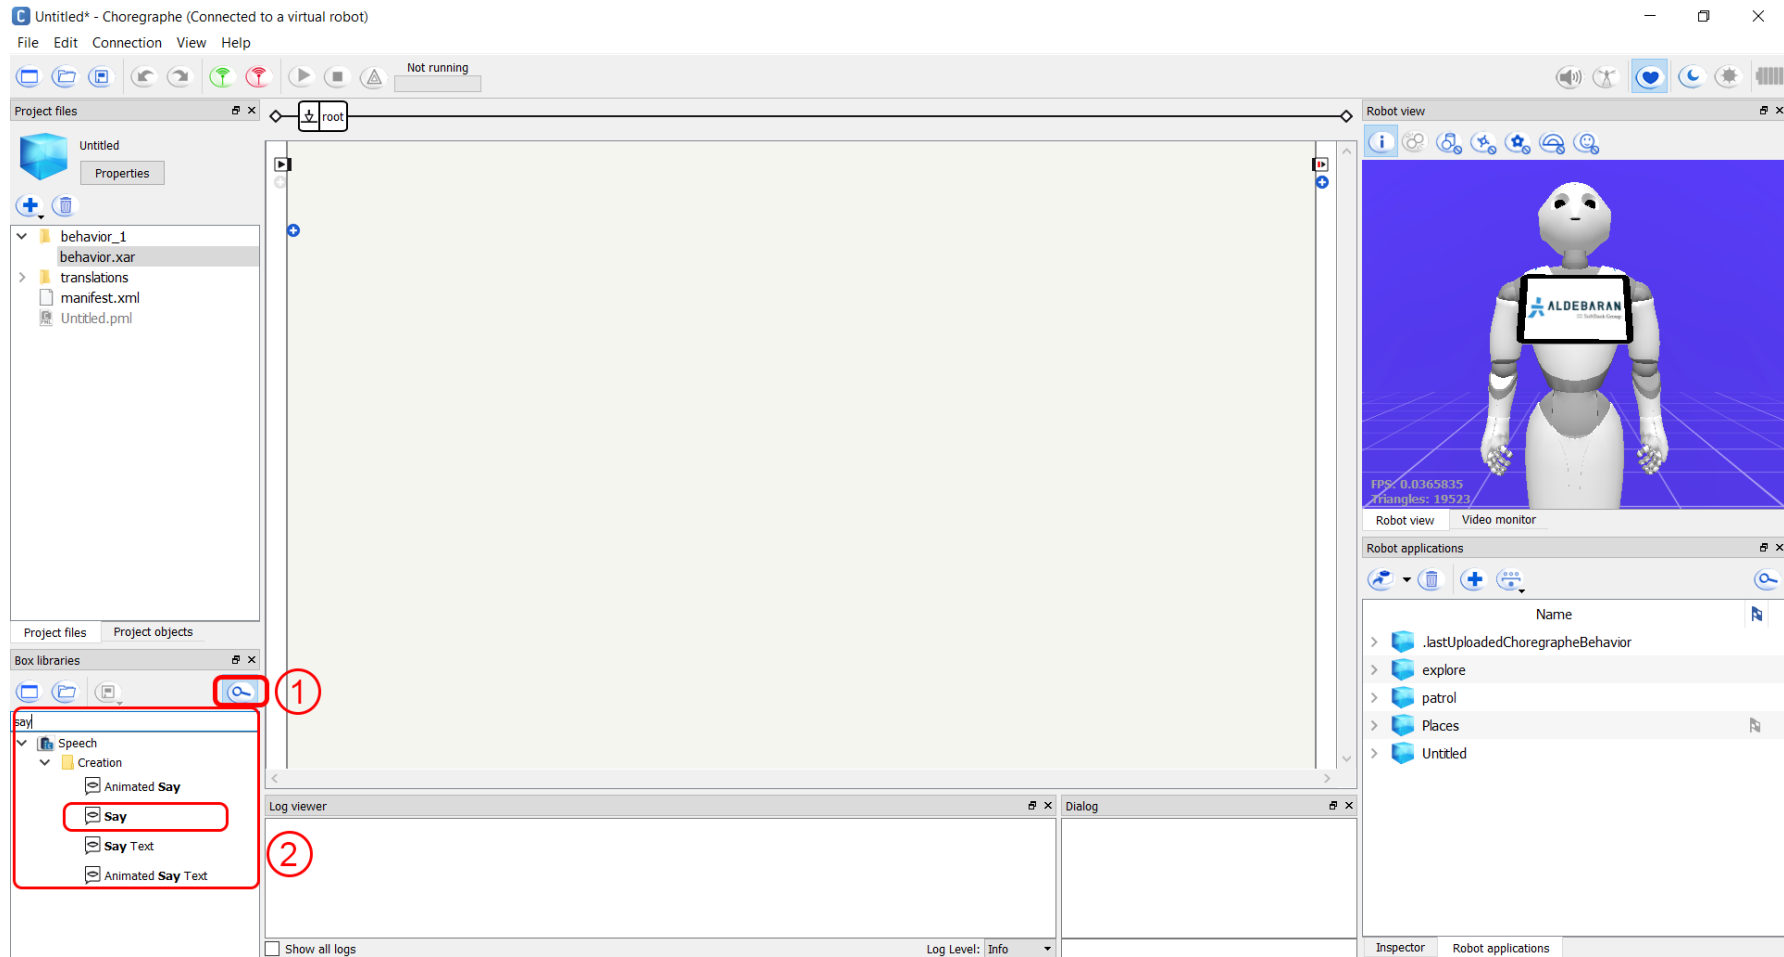 Untitled* - Choregraphe (Connected to a virtual robot)
File Edit Connection View Help
Not running
Project files
root
Robot view
Untitled
Properties
behavior_1
behavior.xar
translations
manifest.xml
Untitled.pml
ALDEBARAN
FPS: 0.0365835
Triangles: 19523
Robot view Video monitor
Robot applications
Name
.lastUploadedChoregrapheBehavior
explore
patrol
Places
Untitled
Project files Project objects
Box libraries
1
say
Speech
Creation
Animated Say
Say
Say Text
Animated Say Text
2
Log viewer
Dialog
Show all logs
Log Level: Info
Inspector Robot applications